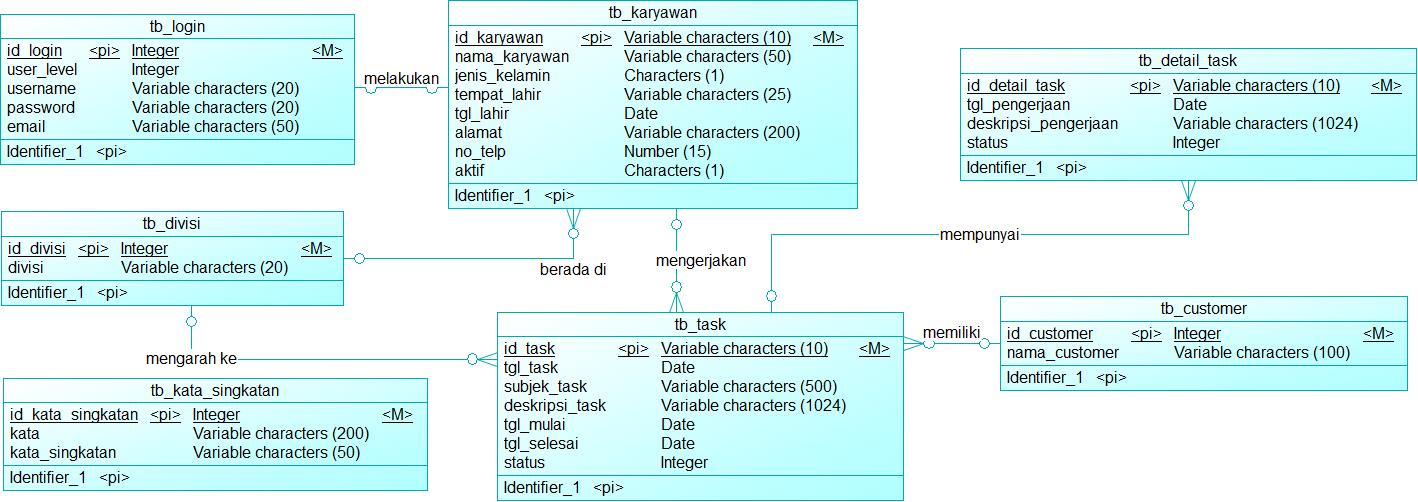 tb_login
id_login <pi> Integer <M>
user_level Integer
username Variable characters (20)
password Variable characters (20)
email Variable characters (50)
Identifier_1 <pi>
melakukan
tb_karyawan
id_karyawan <pi> Variable characters (10) <M>
nama_karyawan Variable characters (50)
jenis_kelamin Characters (1)
tempat_lahir Variable characters (25)
tgl_lahir Date
alamat Variable characters (200)
no_telp Number (15)
aktif Characters (1)
Identifier_1 <pi>
tb_detail_task
id_detail_task <pi> Variable characters (10) <M>
tgl_pengerjaan Date
deskripsi_pengerjaan Variable characters (1024)
status Integer
Identifier_1 <pi>
tb_divisi
id_divisi <pi> Integer <M>
divisi Variable characters (20)
Identifier_1 <pi>
berada di
mengerjakan
mempunyai
mengarah ke
tb_task
id_task <pi> Variable characters (10) <M>
tgl_task Date
subjek_task Variable characters (500)
deskripsi_task Variable characters (1024)
tgl_mulai Date
tgl_selesai Date
status Integer
Identifier_1 <pi>
memiliki
tb_customer
id_customer <pi> Integer <M>
nama_customer Variable characters (100)
Identifier_1 <pi>
tb_kata_singkatan
id_kata_singkatan <pi> Integer <M>
kata Variable characters (200)
kata_singkatan Variable characters (50)
Identifier_1 <pi>